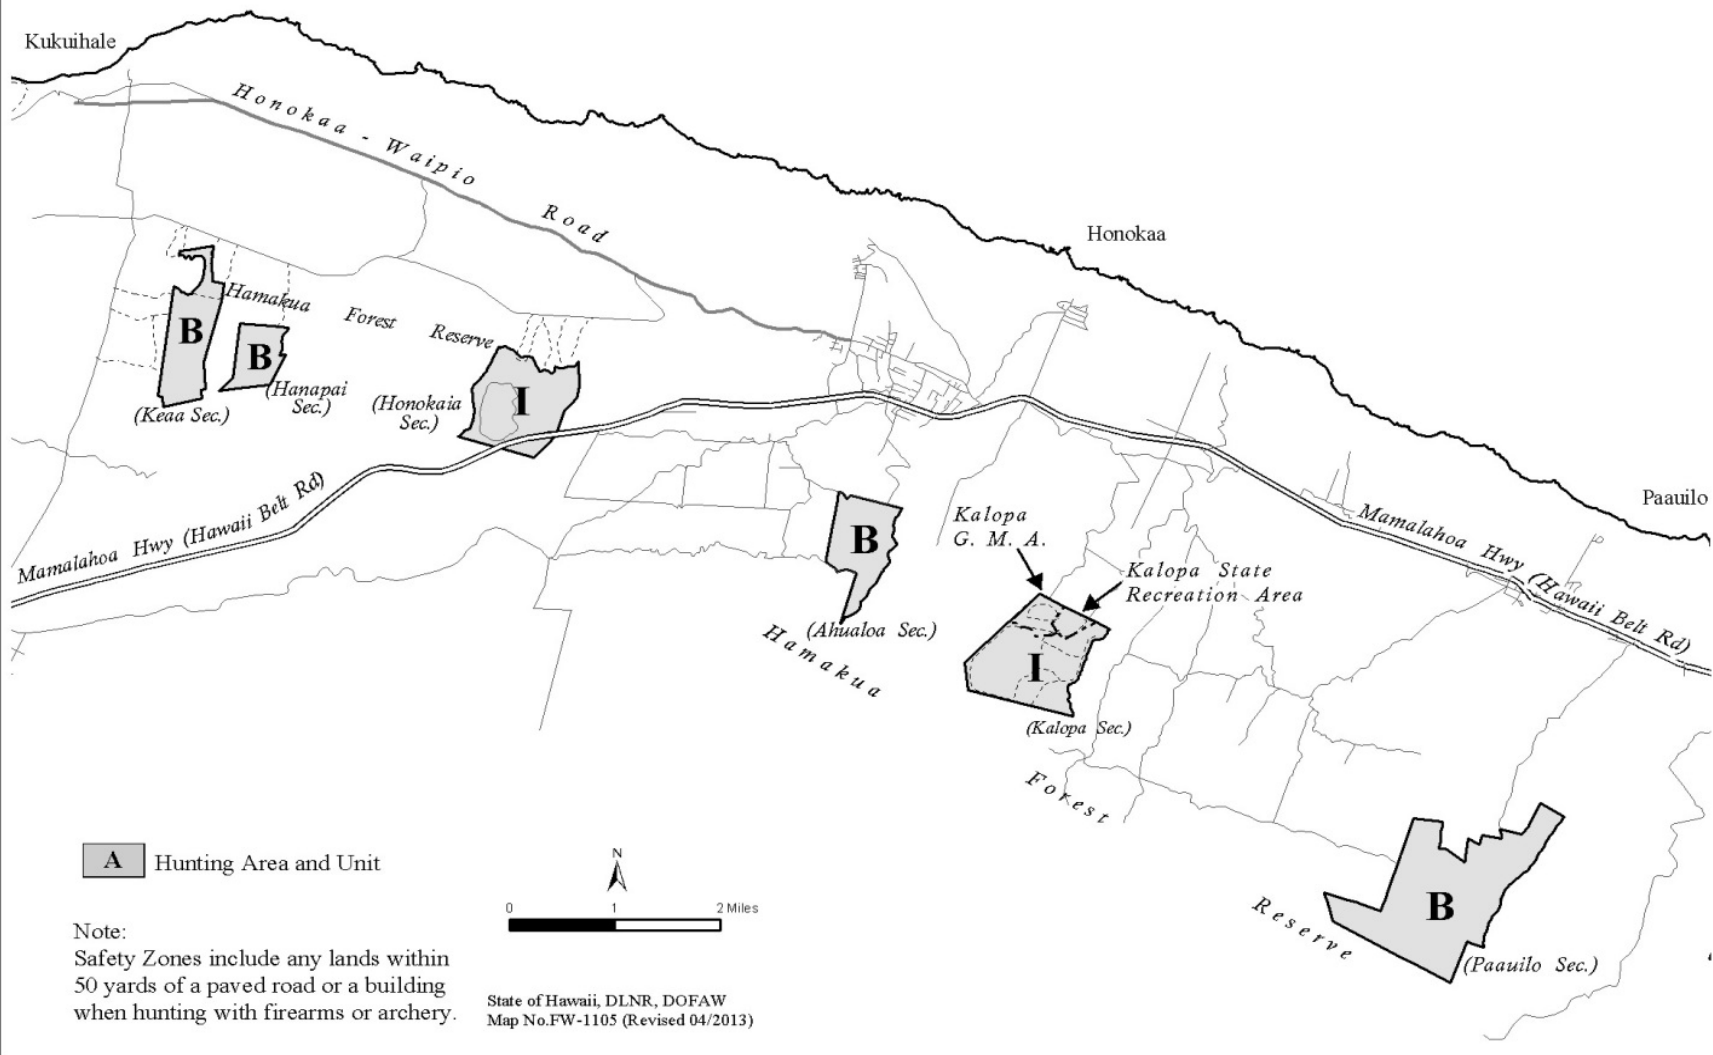 Kukuihale
Honokaa - Waipio Road
Honokaa
Hamakua Forest Reserve
B
B
(Keaa Sec.)
(Hanapai
Sec.)
(Honokaia
Sec.)
I
Paauilo
Mamalahoa Hwy (Hawaii Belt Rd)
Mamalahoa Hwy (Hawaii Belt Rd)
B
(Ahualoa Sec.)
Kalopa
G. M. A.
Kalopa State
Recreation Area
I
(Kalopa Sec.)
Hamakua
Forest
Reserve
B
(Paauilo Sec.)
A Hunting Area and Unit
N
0 1 2 Miles
Note:
Safety Zones include any lands within
50 yards of a paved road or a building
when hunting with firearms or archery.
State of Hawaii, DLNR, DOFAW
Map No.FW-1105 (Revised 04/2013)